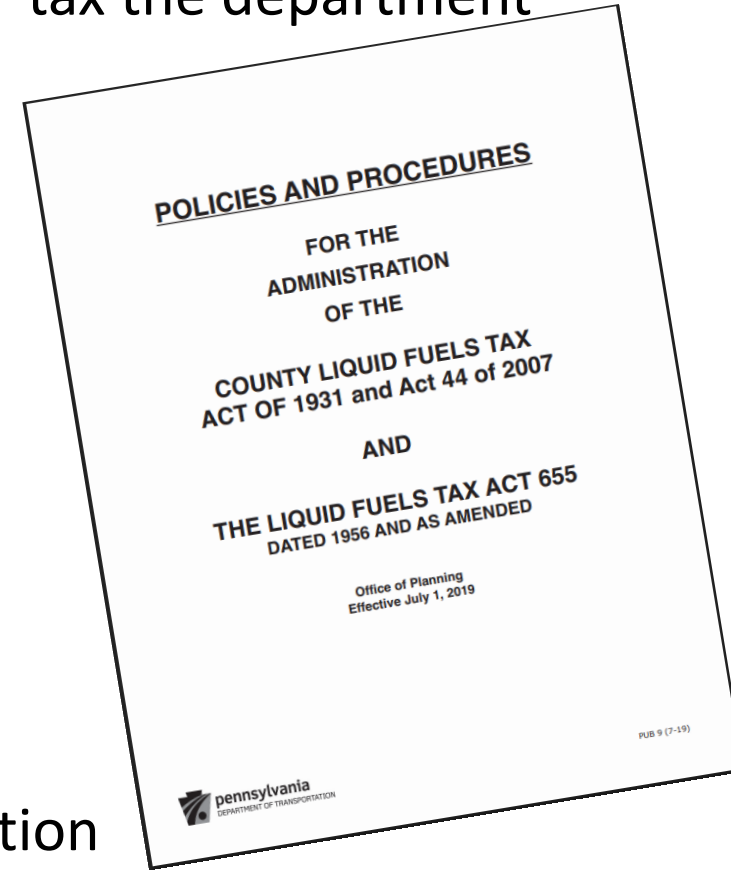 tax the department
POLICIES AND PROCEDURES
FOR THE
ADMINISTRATION
OF THE
COUNTY LIQUID FUELS TAX
ACT OF 1931 and Act 44 of 2007
AND
THE LIQUID FUELS TAX ACT 655
DATED 1956 AND AS AMENDED
Office of Planning
Effective July 1, 2019
PUB 9 (7-19)
pennsylvania
DEPARTMENT OF TRANSPORTATION
tion